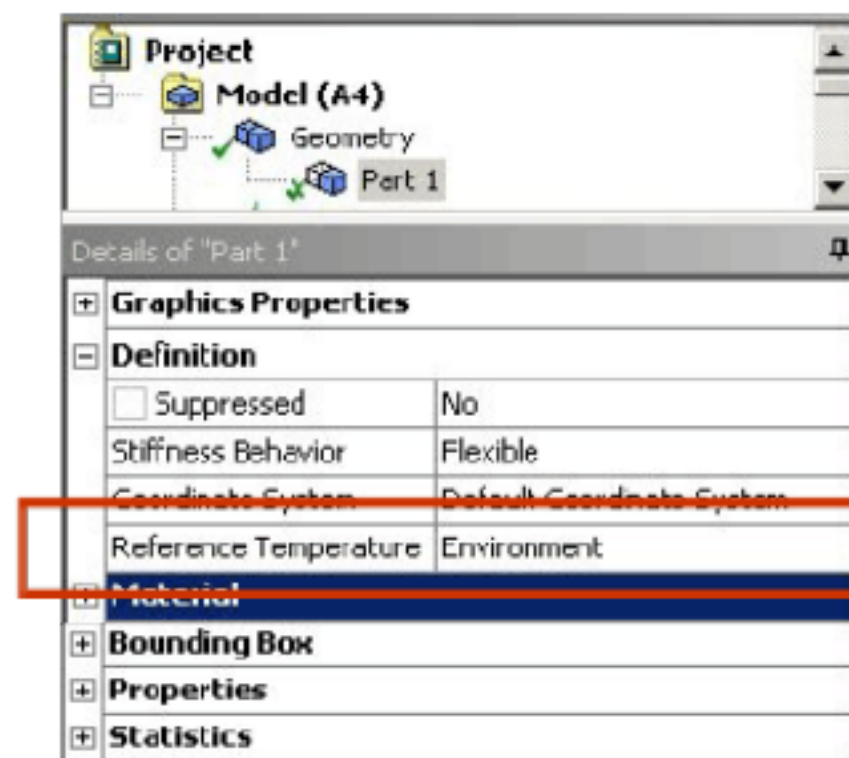 Project
Model (A4)
Geometry
Part 1
Details of "Part 1"
Graphics Properties
Definition
Suppressed No
Stiffness Behavior Flexible
Coordinate System Default Coordinate System
Reference Temperature Environment
Material
Bounding Box
Properties
Statistics